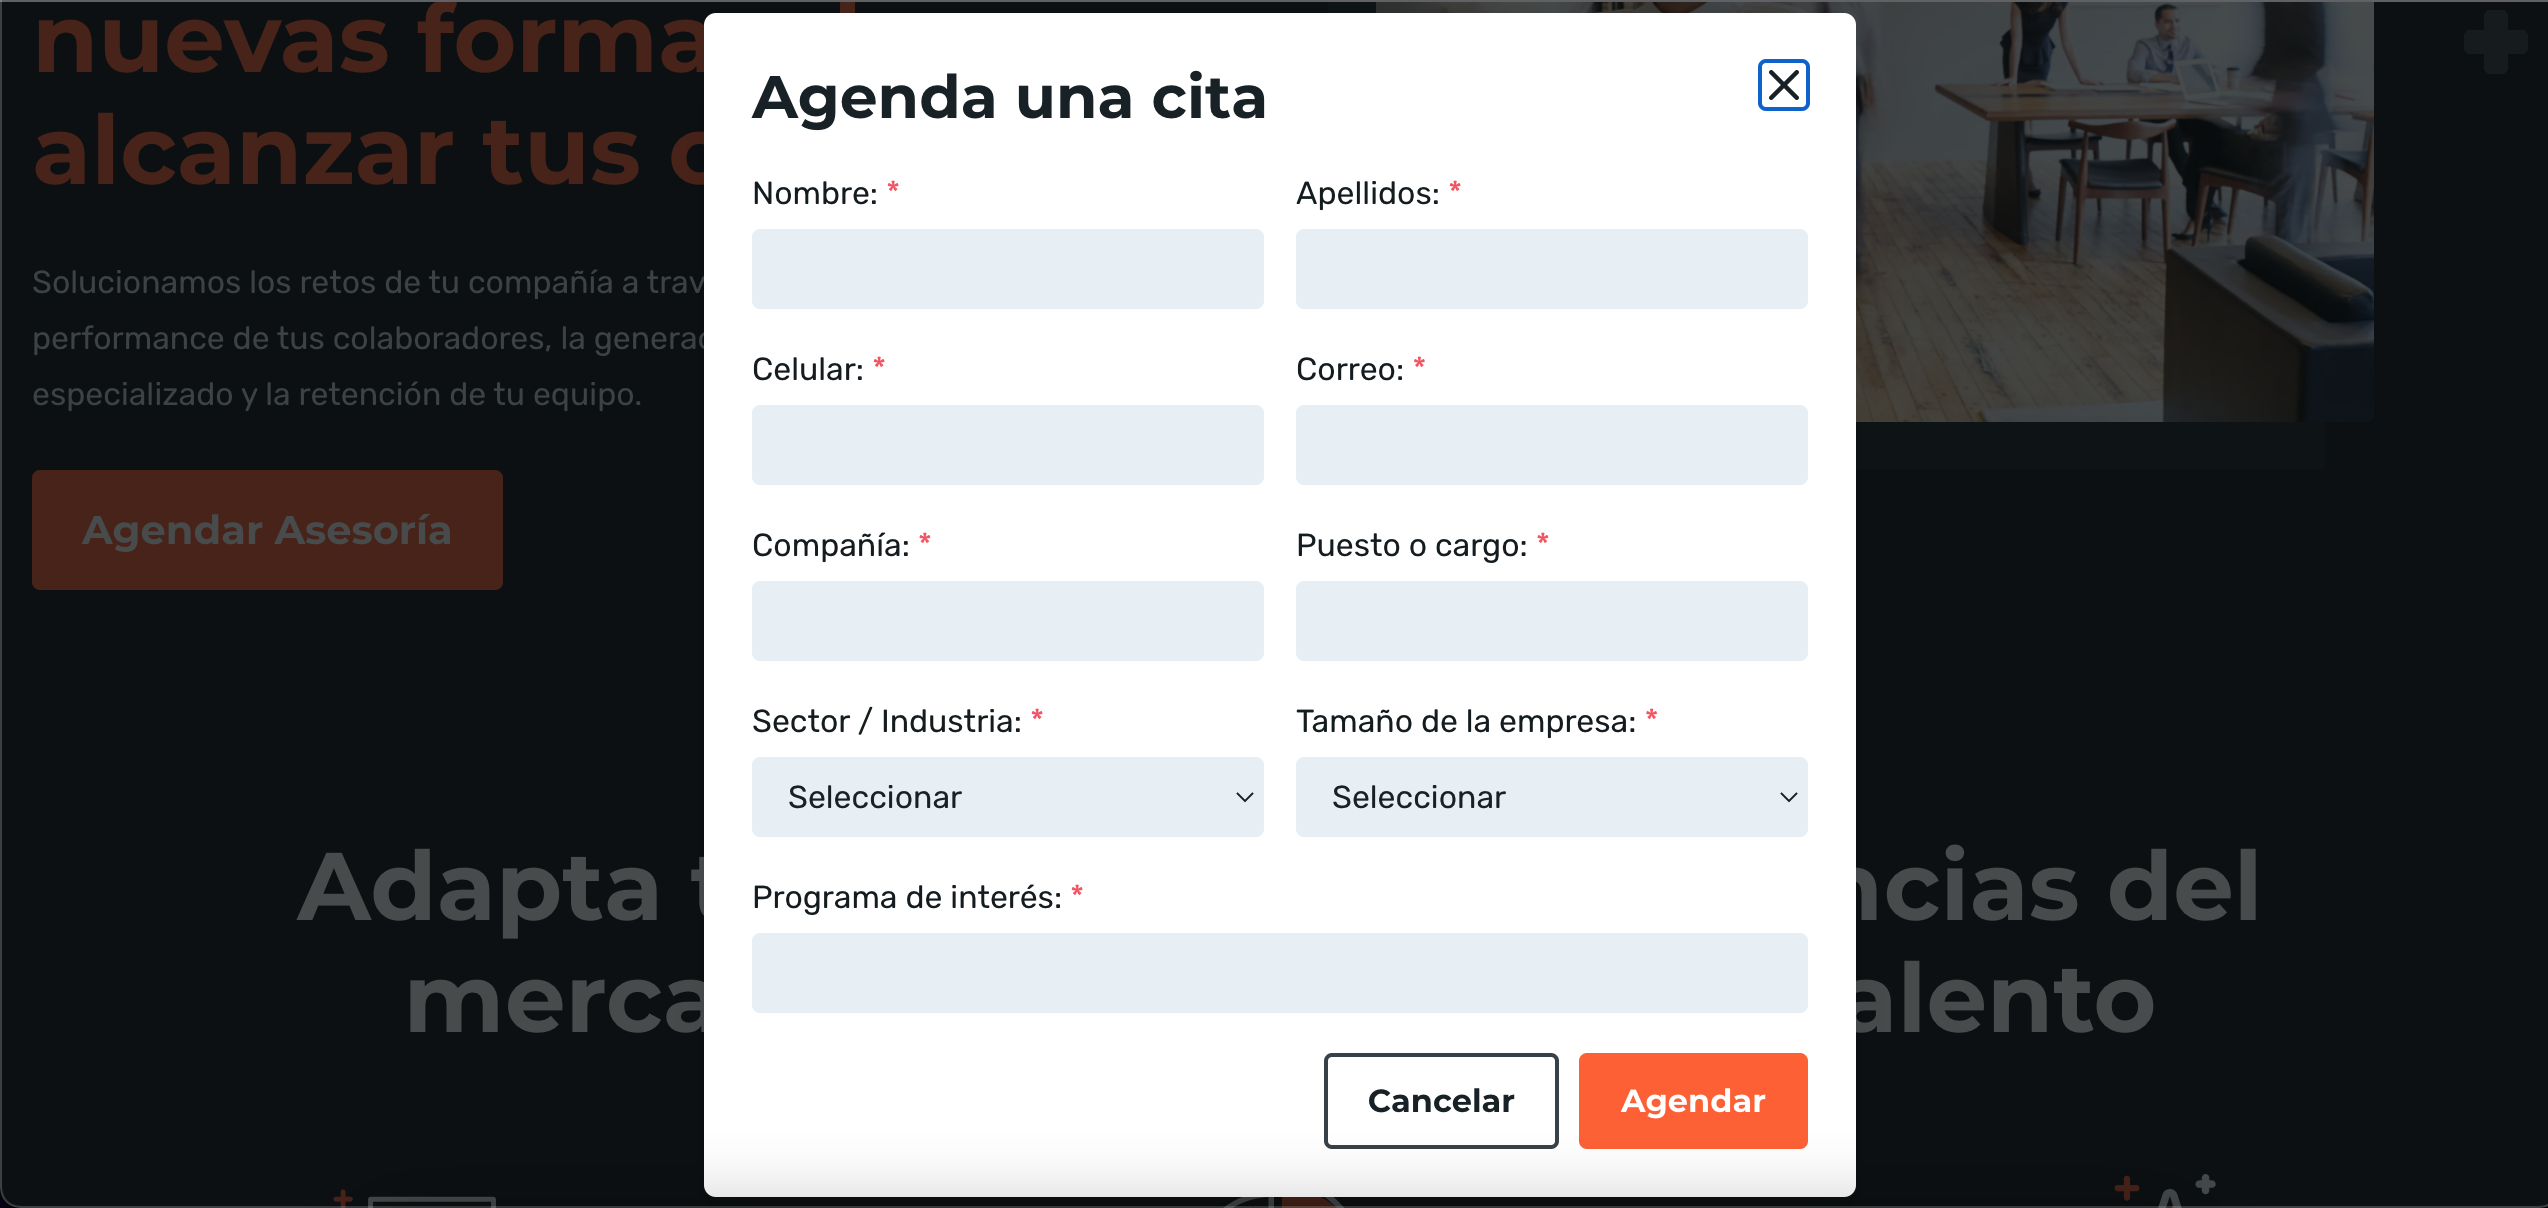 nuevas forma
alcanzar tus
Solucionamos los retos de tu compañía a trav
performance de tus colaboradores, la generac
especializado y la retención de tu equipo.
Agendar Asesoría
Adapta
ncias del
merca
alento
Agenda una cita
Nombre: *
Apellidos: *
Celular: *
Correo: *
Compañía: *
Puesto o cargo: *
Sector / Industria: *
Tamaño de la empresa: *
Seleccionar
Seleccionar
Programa de interés: *
Cancelar
Agendar